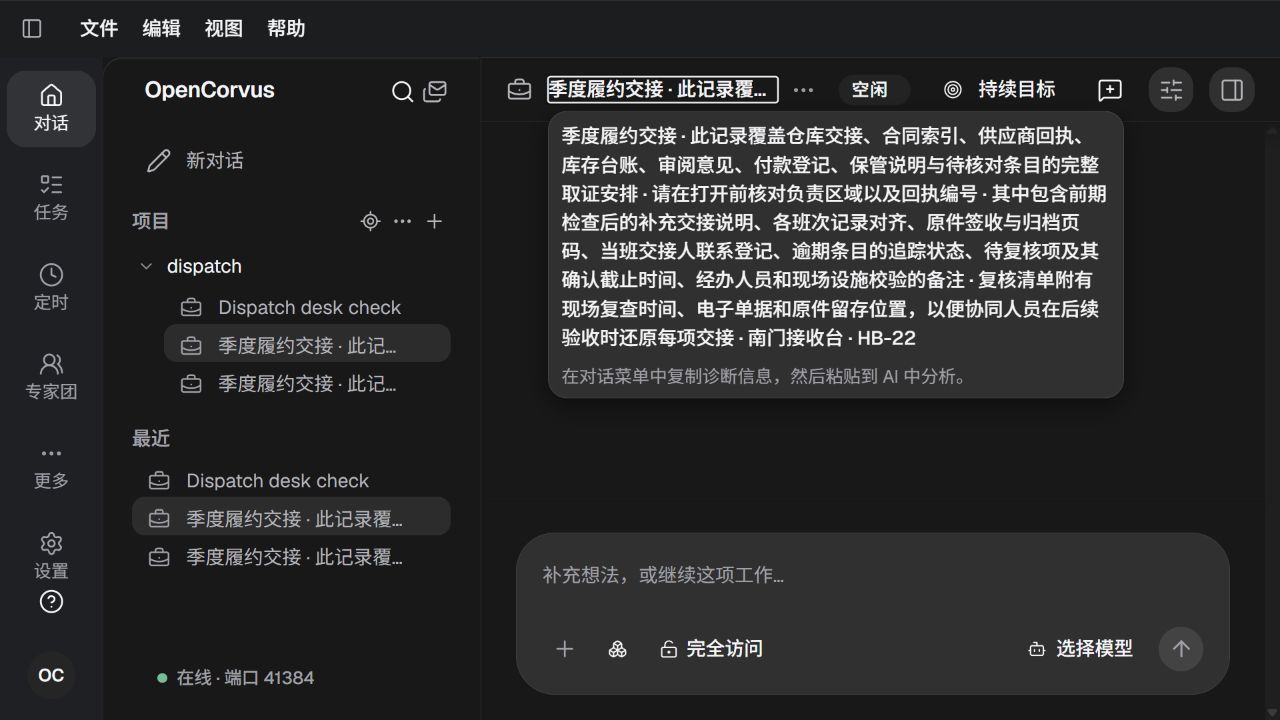 文件 编辑 视图 帮助
对话
任务
定时
专家团
更多
设置
OC
OpenCorvus
新对话
项目
dispatch
Dispatch desk check
季度履约交接 · 此记...
季度履约交接 · 此记...
最近
Dispatch desk check
季度履约交接 · 此记录覆...
季度履约交接 · 此记录覆...
在线 · 端口 41384
季度履约交接 · 此记录覆...
空闲
持续目标
季度履约交接 · 此记录覆盖仓库交接、合同索引、供应商回执、
库存台账、审阅意见、付款登记、保管说明与待核对条目的完整
取证安排 · 请在打开前核对负责区域以及回执编号 · 其中包含前期
检查后的补充交接说明、各班次记录对齐、原件签收与归档页
码、当班交接人联系登记、逾期条目的追踪状态、待复核项及其
确认截止时间、经办人员和现场设施校验的备注 · 复核清单附有
现场复查时间、电子单据和原件留存位置，以便协同人员在后续
验收时还原每项交接 · 南门接收台 · HB-22
在对话菜单中复制诊断信息，然后粘贴到 AI 中分析。
补充想法，或继续这项工作...
完全访问
选择模型